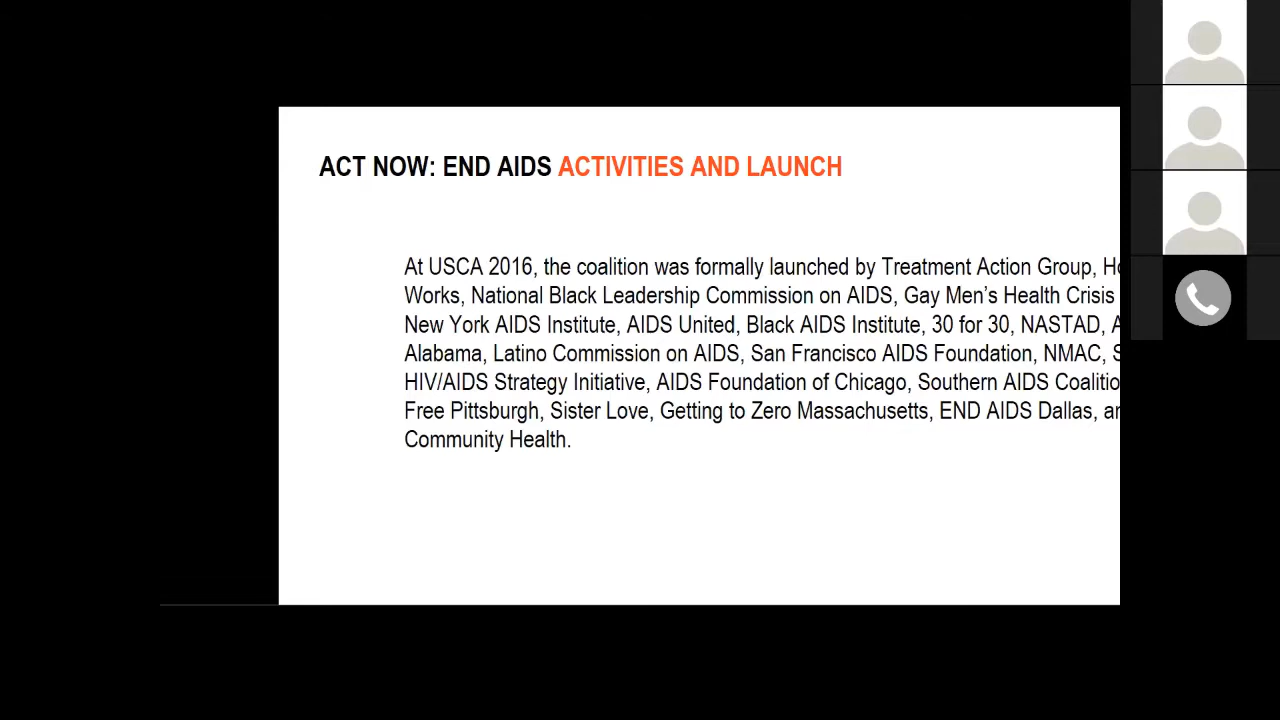 ACT NOW: END AIDS ACTIVITIES AND LAUNCH
At USCA 2016, the coalition was formally launched by Treatment Action Group,
Works, National Black Leadership Commission on AIDS, Gay Men's Health Crisis
New York AIDS Institute, AIDS United, Black AIDS Institute, 30 for 30, NASTAD,
Alabama, Latino Commission on AIDS, San Francisco AIDS Foundation, NMAC,
HIV/AIDS Strategy Initiative, AIDS Foundation of Chicago, Southern AIDS
Free Pittsburgh, Sister Love, Getting to Zero Massachusetts, END AIDS Dallas,
Community Health.